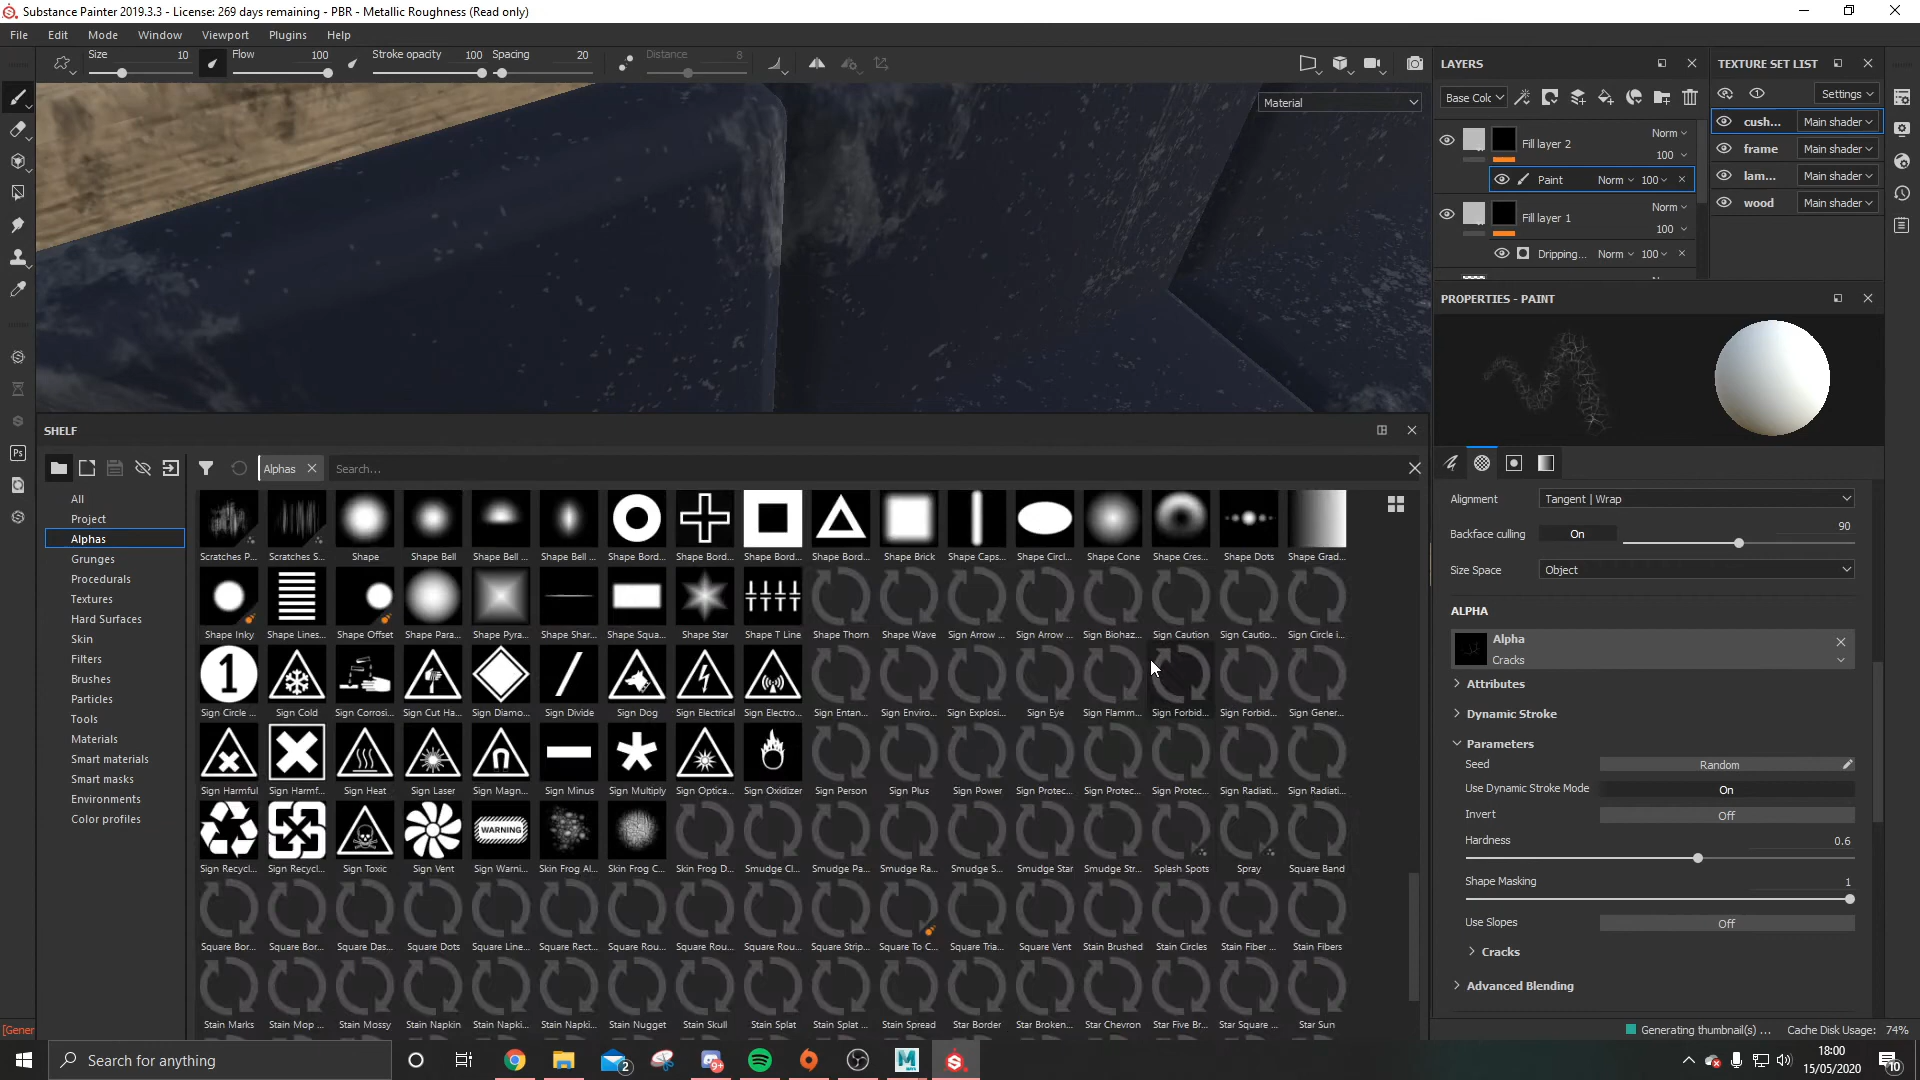 Substance Painter 2019.3.3 - License: 269 days remaining - PBR - Metallic Roughness (Read only)
File Edit Mode Window Viewport Plugins Help
Size 10 Flow 100 Stroke opacity 100 Spacing 20 Distance 8
Material
LAYERS
Base Colo
Fill layer 2 Norm 100
Paint Norm 100
Fill layer 1 Norm 100
Dripping... Norm 100
TEXTURE SET LIST
Settings
cush... Main shader
frame Main shader
lam... Main shader
wood Main shader
PROPERTIES - PAINT
Alignment Tangent | Wrap
Backface culling On 90
Size Space Object
ALPHA
Alpha
Cracks
Attributes
Dynamic Stroke
Parameters
Seed Random
Use Dynamic Stroke Mode On
Invert Off
Hardness 0.6
Shape Masking 1
Use Slopes Off
Cracks
Advanced Blending
SHELF
Alphas Search...
All
Project
Alphas
Grunges
Procedurals
Textures
Hard Surfaces
Skin
Filters
Brushes
Particles
Tools
Materials
Smart materials
Smart masks
Environments
Color profiles
Scratches P... Scratches S... Shape Shape Bell Shape Bell ... Shape Bell ... Shape Bord... Shape Bord... Shape Bord... Shape Bord... Shape Brick Shape Caps... Shape Circl... Shape Cone Shape Cres... Shape Dots Shape Grad...
Shape Inky Shape Lines... Shape Offset Shape Para... Shape Pyra... Shape Shar... Shape Squa... Shape Star Shape T Line Shape Thorn Shape Wave Sign Arrow ... Sign Arrow ... Sign Biohaz... Sign Caution Sign Cautio... Sign Circle i...
1
Sign Circle ... Sign Cold Sign Corrosi... Sign Cut Ha... Sign Diamo... Sign Divide Sign Dog Sign Electrical Sign Electro... Sign Entan... Sign Enviro... Sign Explosi... Sign Eye Sign Flamm... Sign Forbid... Sign Forbid... Sign Gener...
Sign Harmful Sign Harmf... Sign Heat Sign Laser Sign Magn... Sign Minus Sign Multiply Sign Optica... Sign Oxidizer Sign Person Sign Plus Sign Power Sign Protec... Sign Protec... Sign Protec... Sign Radiati... Sign Radiati...
WARNING
Sign Recycl... Sign Recycl... Sign Toxic Sign Vent Sign Warni... Skin Frog Al... Skin Frog C... Skin Frog D... Smudge Cl... Smudge Pa... Smudge Ra... Smudge S... Smudge Star Smudge Str... Splash Spots Spray Square Band
Square Bor... Square Bor... Square Das... Square Dots Square Line... Square Rect... Square Rou... Square Rou... Square Rou... Square Strip... Square To C... Square Tria... Square Vent Stain Brushed Stain Circles Stain Fiber ... Stain Fibers
Stain Marks Stain Mop ... Stain Mossy Stain Napkin Stain Napki... Stain Napki... Stain Nugget Stain Skull Stain Splat Stain Splat ... Stain Spread Star Border Star Broken... Star Chevron Star Five Br... Star Square ... Star Sun
[Gener
Generating thumbnail(s) ... Cache Disk Usage: 74%
Search for anything
2
9+
18:00
15/05/2020
10